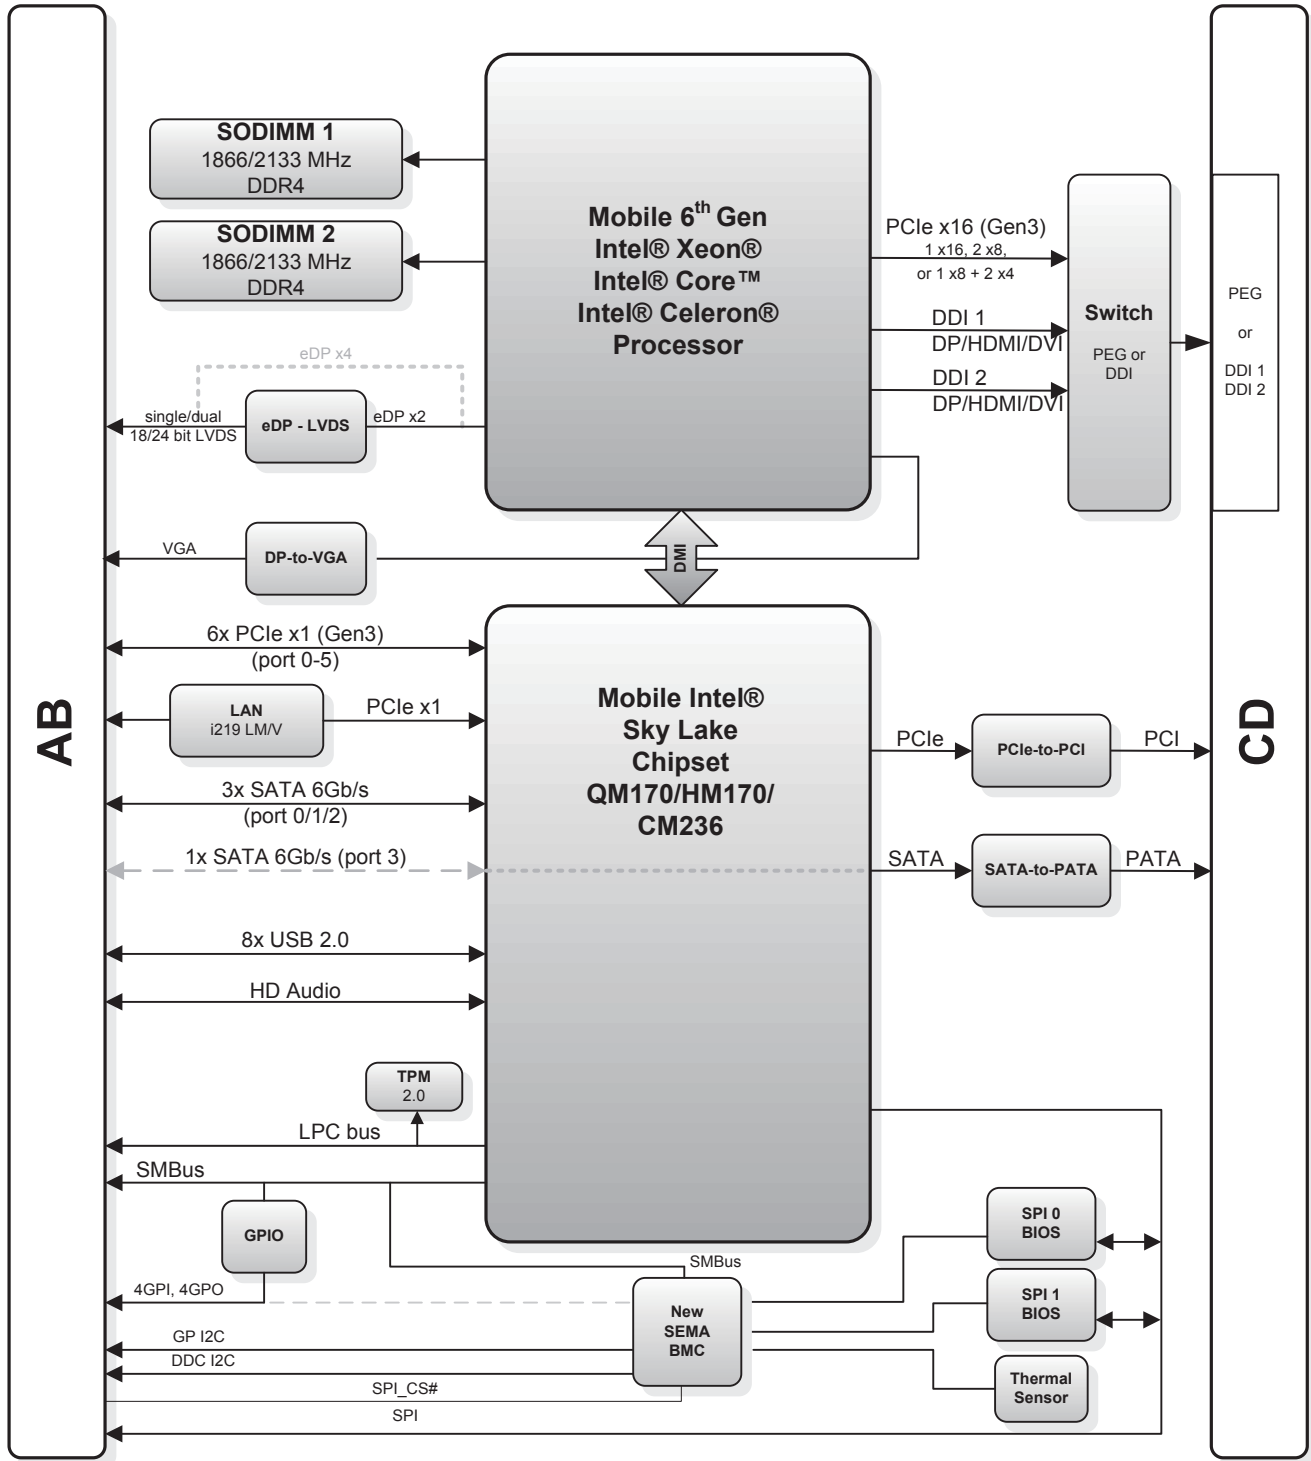 SODIMM 1
1866/2133 MHz
DDR4
SODIMM 2
1866/2133 MHz
DDR4
Mobile 6th Gen
Intel® Xeon®
Intel® Core™
Intel® Celeron®
Processor
PCIe x16 (Gen3)
1 x16, 2 x8,
or 1 x8 + 2 x4
DDI 1
DP/HDMI/DVI
DDI 2
DP/HDMI/DVI
Switch
PEG or
DDI
PEG
or
DDI 1
DDI 2
eDP x4
single/dual
18/24 bit LVDS
eDP - LVDS
eDP x2
VGA
DP-to-VGA
DMI
6x PCIe x1 (Gen3)
(port 0-5)
LAN
i219 LM/V
PCIe x1
3x SATA 6Gb/s
(port 0/1/2)
1x SATA 6Gb/s (port 3)
8x USB 2.0
HD Audio
AB
Mobile Intel®
Sky Lake
Chipset
QM170/HM170/
CM236
PCIe
PCIe-to-PCI
PCI
SATA
SATA-to-PATA
PATA
CD
TPM
2.0
LPC bus
SMBus
GPIO
4GPI, 4GPO
GP I2C
DDC I2C
SPI_CS#
SPI
SMBus
New
SEMA
BMC
SPI 0
BIOS
SPI 1
BIOS
Thermal
Sensor